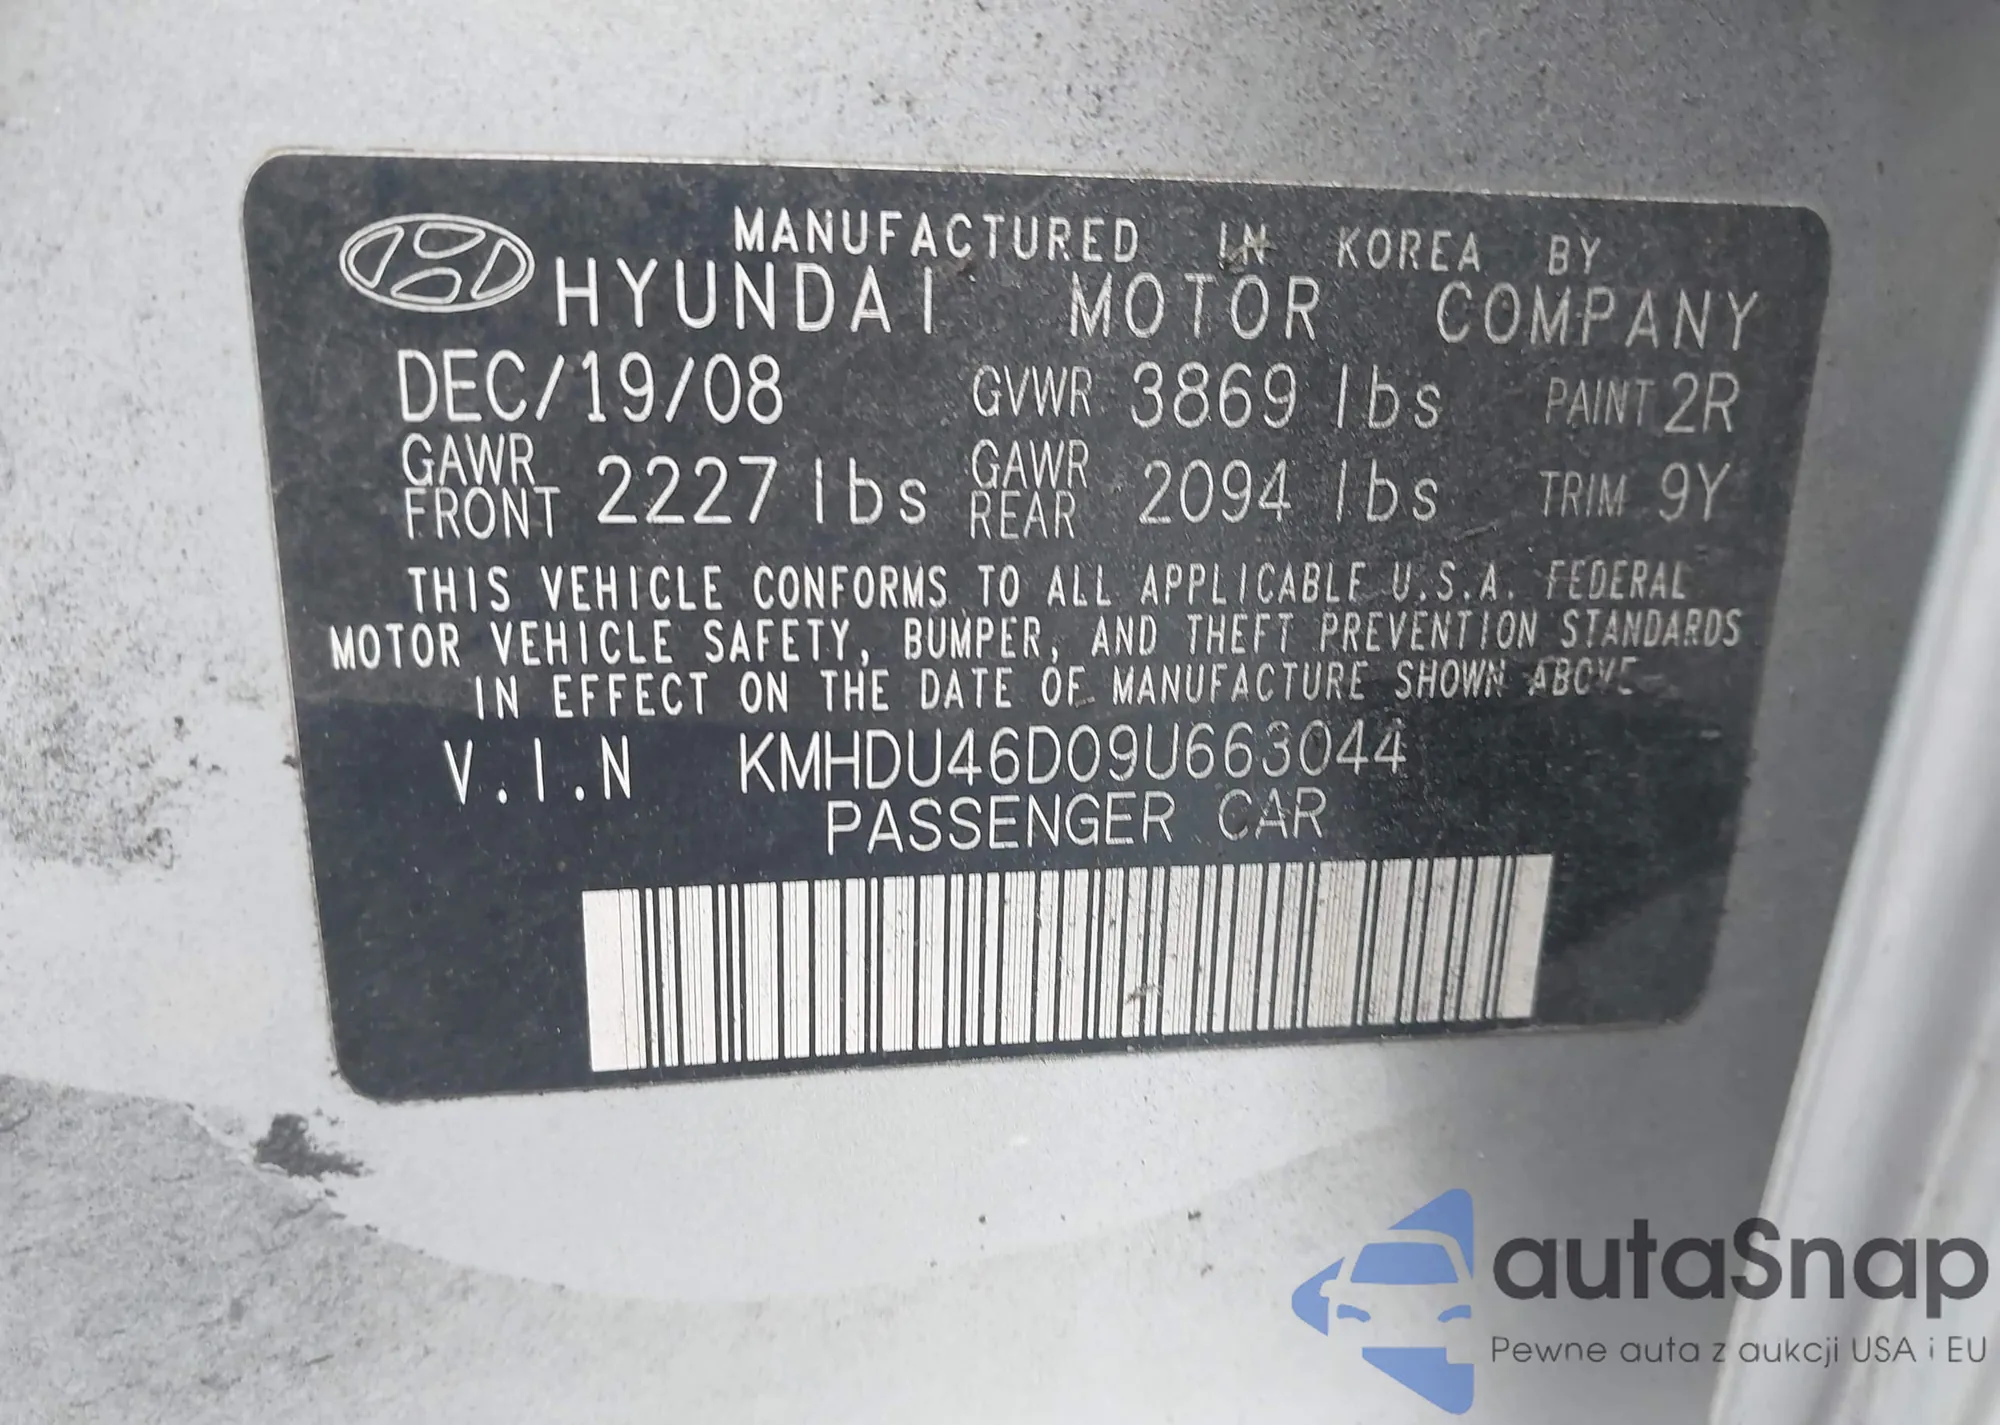 MANUFACTURED IN KOREA BY
HYUNDAI MOTOR COMPANY
DEC/19/08 GVWR 3869 lbs PAINT 2R
GAWR FRONT 2227 lbs GAWR REAR 2094 lbs TRIM 9Y
THIS VEHICLE CONFORMS TO ALL APPLICABLE U.S.A. FEDERAL
MOTOR VEHICLE SAFETY, BUMPER, AND THEFT PREVENTION STANDARDS
IN EFFECT ON THE DATE OF MANUFACTURE SHOWN ABOVE
V.I.N KMHDU46D09U663044
PASSENGER CAR
autaSnap
Pewne auta z aukcji USA i EU